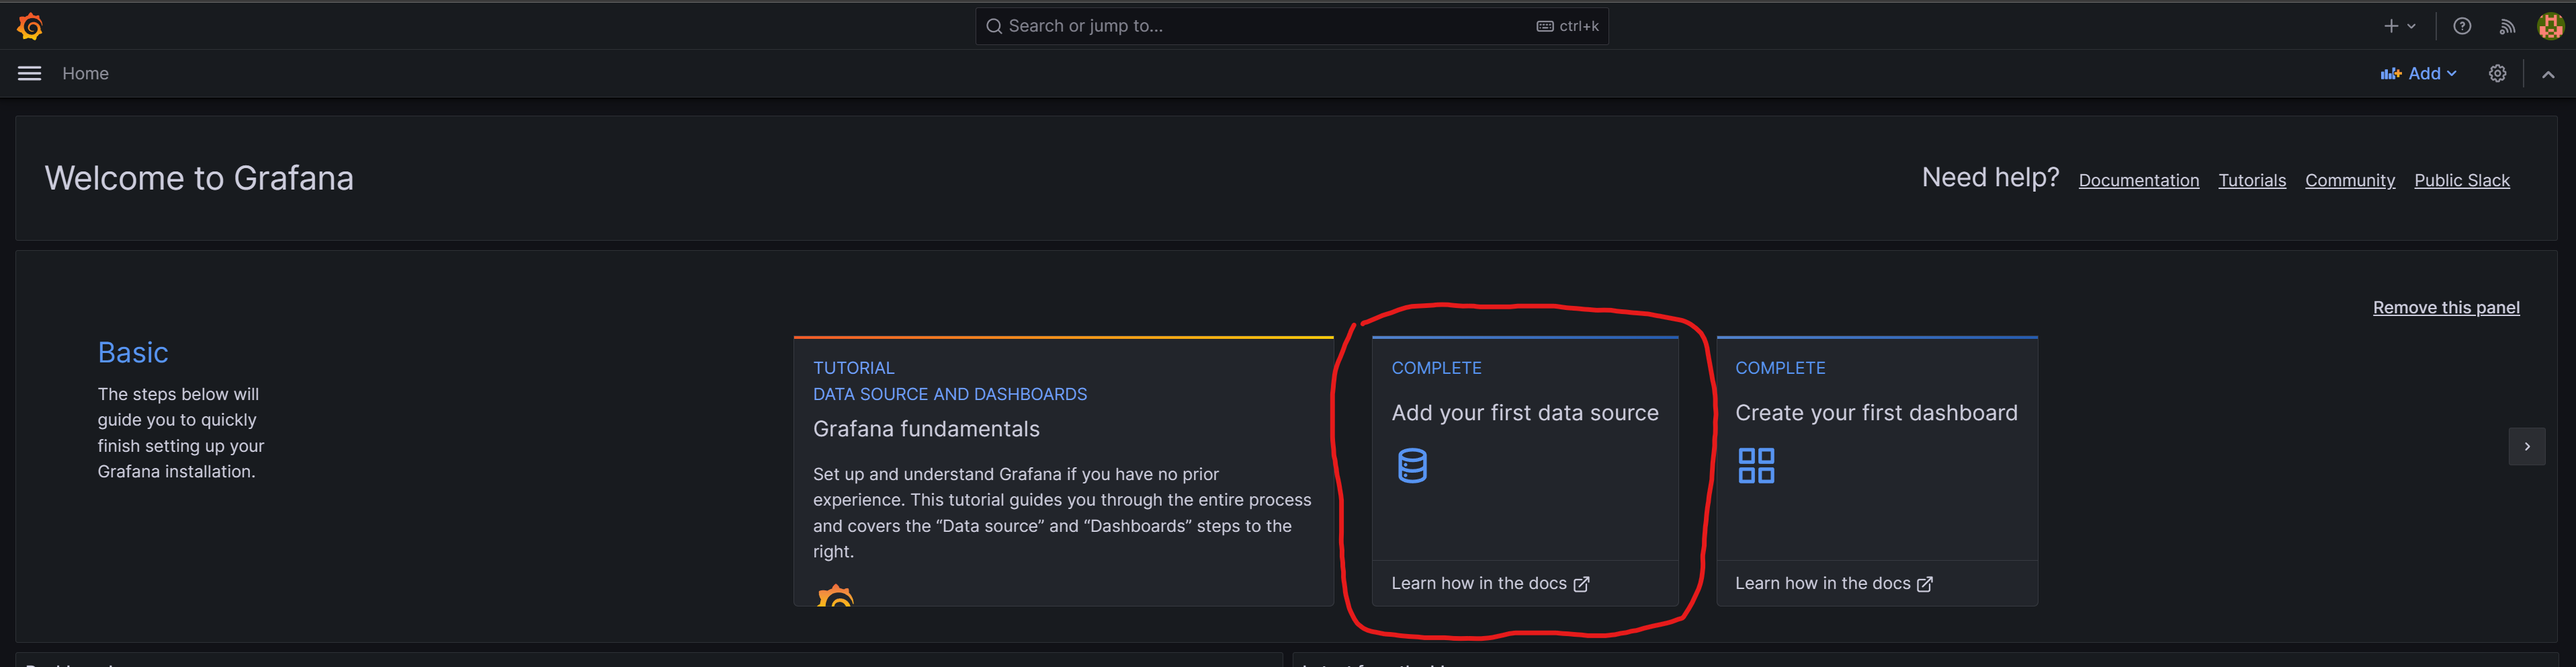 Search or jump to...
ctrl+k
Home
Add
Welcome to Grafana
Need help?
Documentation
Tutorials
Community
Public Slack
Remove this panel
Basic
The steps below will
guide you to quickly
finish setting up your
Grafana installation.
TUTORIAL
DATA SOURCE AND DASHBOARDS
Grafana fundamentals
Set up and understand Grafana if you have no prior
experience. This tutorial guides you through the entire process
and covers the “Data source” and “Dashboards” steps to the
right.
COMPLETE
Add your first data source
Learn how in the docs
COMPLETE
Create your first dashboard
Learn how in the docs